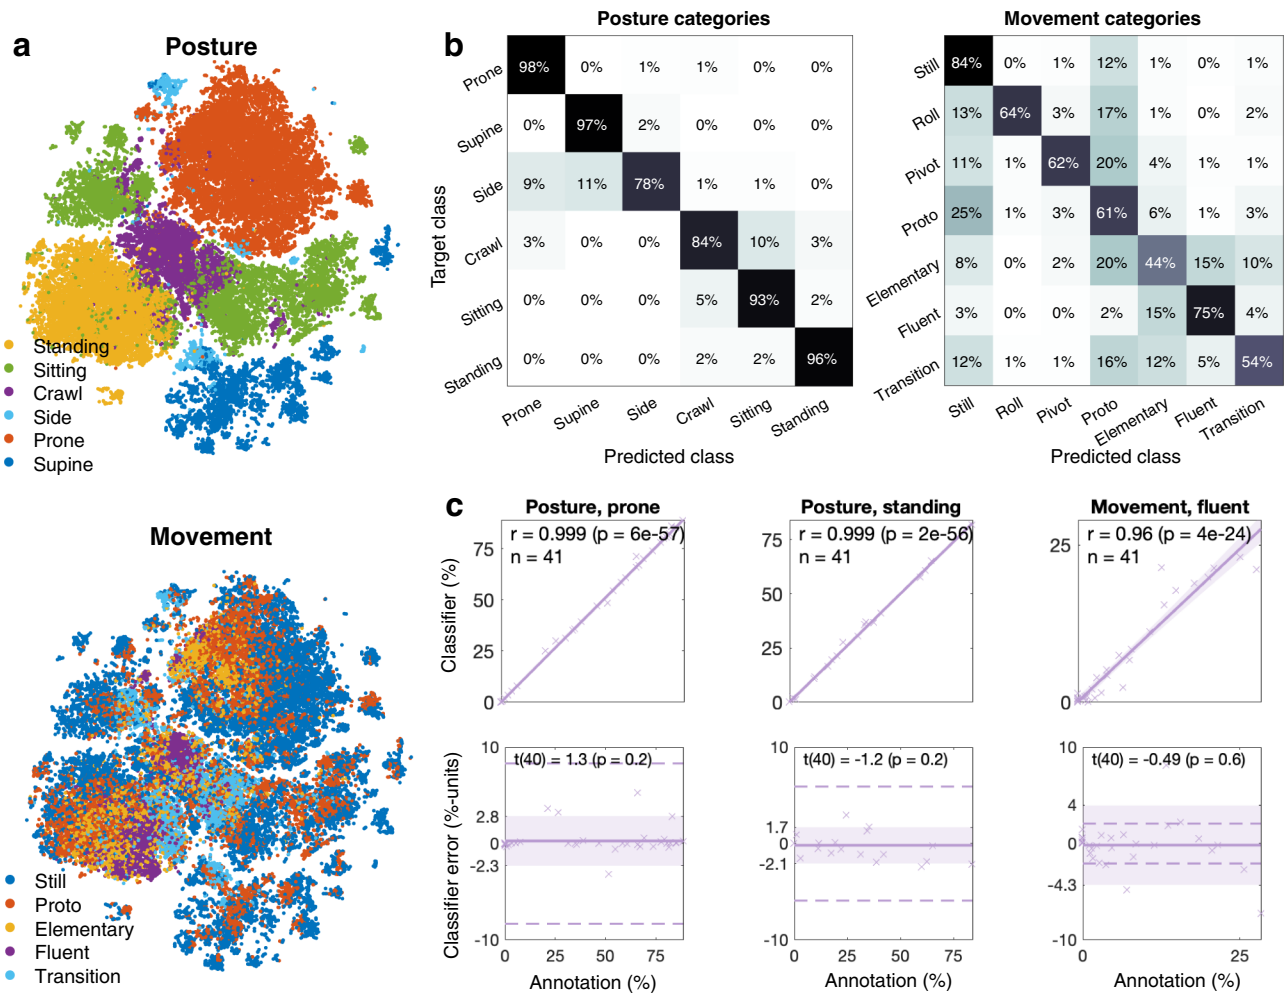 a
Posture
Standing
Sitting
Crawl
Side
Prone
Supine
Movement
Still
Proto
Elementary
Fluent
Transition
b
Posture categories
Target class
Prone 98% 0% 1% 1% 0% 0%
Supine 0% 97% 2% 0% 0% 0%
Side 9% 11% 78% 1% 1% 0%
Crawl 3% 0% 0% 84% 10% 3%
Sitting 0% 0% 0% 5% 93% 2%
Standing 0% 0% 0% 2% 2% 96%
Prone Supine Side Crawl Sitting Standing
Predicted class
Movement categories
Still 84% 0% 1% 12% 1% 0% 1%
Roll 13% 64% 3% 17% 1% 0% 2%
Pivot 11% 1% 62% 20% 4% 1% 1%
Proto 25% 1% 3% 61% 6% 1% 3%
Elementary 8% 0% 2% 20% 44% 15% 10%
Fluent 3% 0% 0% 2% 15% 75% 4%
Transition 12% 1% 1% 16% 12% 5% 54%
Still Roll Pivot Proto Elementary Fluent Transition
Predicted class
c
Posture, prone
r = 0.999 (p = 6e-57)
n = 41
Classifier (%)
75
50
25
0
Posture, standing
r = 0.999 (p = 2e-56)
n = 41
75
50
25
0
Movement, fluent
r = 0.96 (p = 4e-24)
n = 41
25
0
Classifier error (%-units)
t(40) = 1.3 (p = 0.2)
10
2.8
0
-2.3
-10
0 25 50 75
Annotation (%)
t(40) = -1.2 (p = 0.2)
10
1.7
0
-2.1
-10
0 25 50 75
Annotation (%)
t(40) = -0.49 (p = 0.6)
10
4
0
-4.3
-10
0 25
Annotation (%)